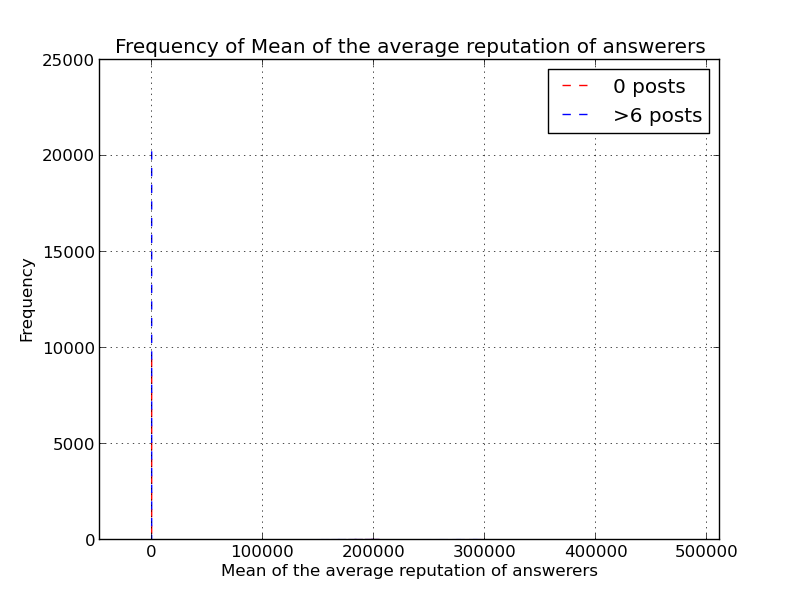 Frequency of Mean of the average reputation of answerers
25000
20000
15000
10000
5000
0
Frequency
0 posts
>6 posts
0 100000 200000 300000 400000 500000
Mean of the average reputation of answerers